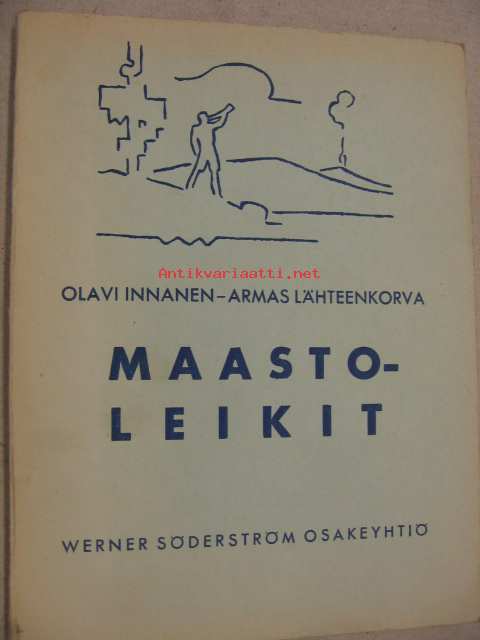 Antikvariaatti.net
OLAVI INNANEN–ARMAS LÄHTEENKORVA
MAASTO-
LEIKIT
WERNER SÖDERSTRÖM OSAKEYHTIÖ